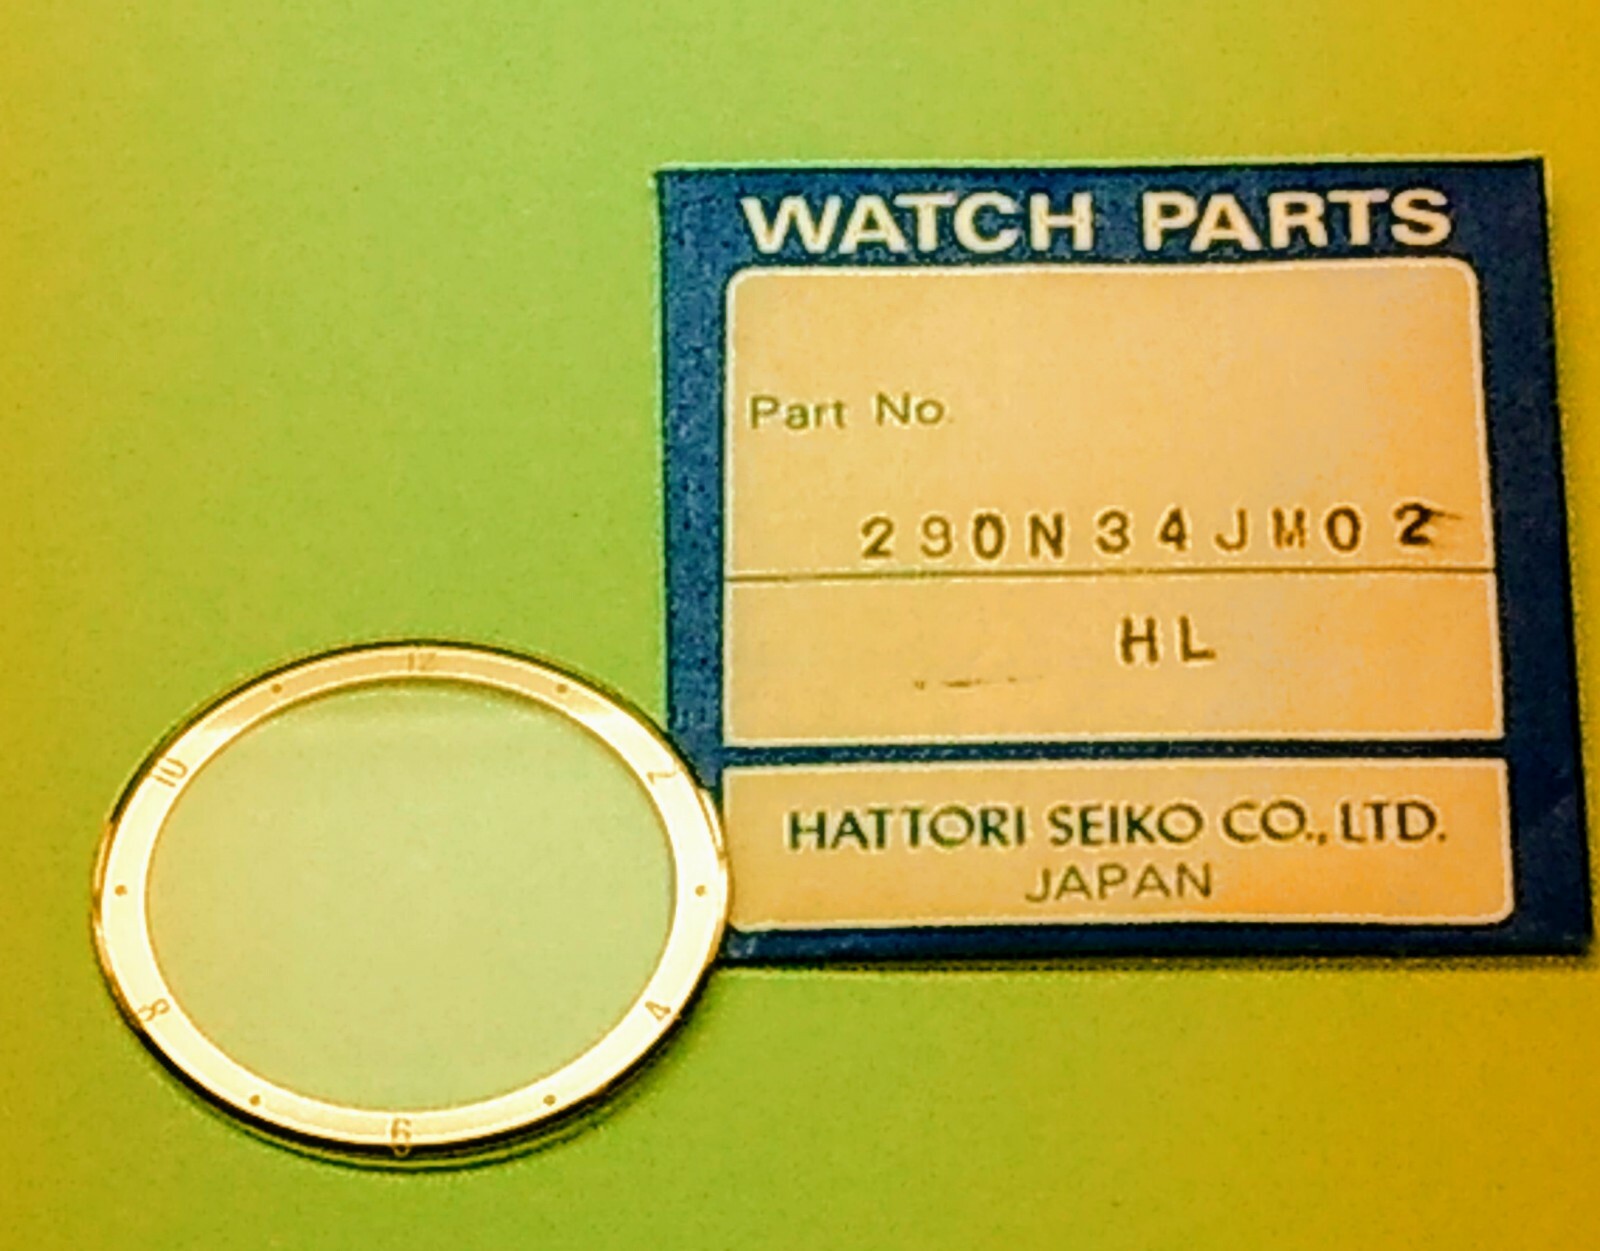 WATCH PARTS
Part No.
290N34JM02
HL
HATTORI SEIKO CO., LTD.
JAPAN
12
10
2
8
4
6